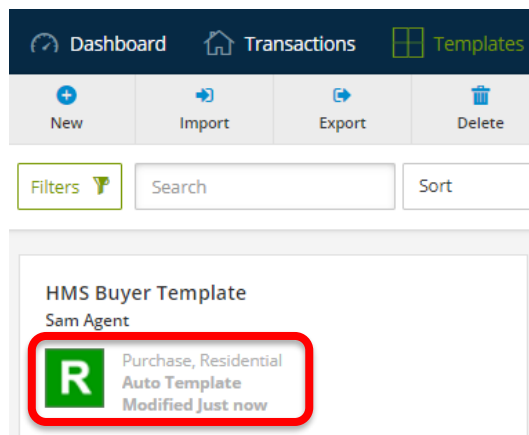 Dashboard Transactions Templates
New Import Export Delete
Filters Search Sort
HMS Buyer Template
Sam Agent
R
Purchase, Residential
Auto Template
Modified Just now